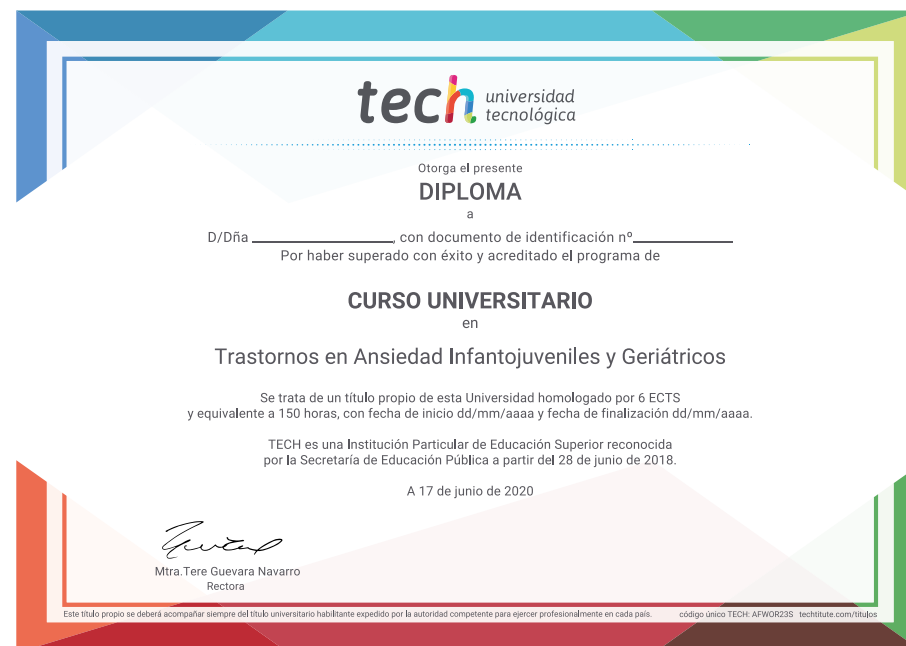 tech universidad
tecnológica
Otorga el presente
DIPLOMA
a
D/Dña ____________, con documento de identificación nº____________
Por haber superado con éxito y acreditado el programa de
CURSO UNIVERSITARIO
en
Trastornos en Ansiedad Infantojuveniles y Geriátricos
Se trata de un título propio de esta Universidad homologado por 6 ECTS
y equivalente a 150 horas, con fecha de inicio dd/mm/aaaa y fecha de finalización dd/mm/aaaa.
TECH es una Institución Particular de Educación Superior reconocida
por la Secretaría de Educación Pública a partir del 28 de junio de 2018.
A 17 de junio de 2020
Mtra.Tere Guevara Navarro
Rectora
Este título propio se deberá acompañar siempre del título universitario habilitante expedido por la autoridad competente para ejercer profesionalmente en cada país. código único TECH: AFWOR23S techtitute.com/títulos